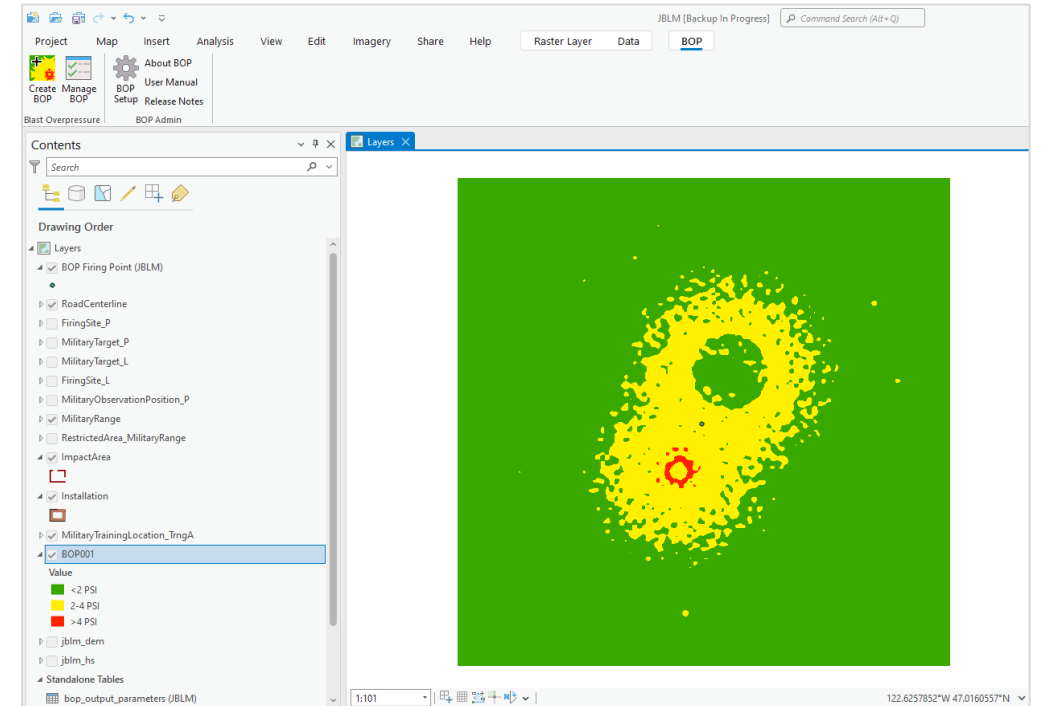 JBLM [Backup In Progress]
Command Search (Alt+Q)
Project Map Insert Analysis View Edit Imagery Share Help Raster Layer Data BOP
Create BOP
Manage BOP
BOP Setup
About BOP
User Manual
Release Notes
Blast Overpressure
BOP Admin
Contents
Search
Layers
Drawing Order
Layers
BOP Firing Point (JBLM)
RoadCenterline
FiringSite_P
MilitaryTarget_P
MilitaryTarget_L
FiringSite_L
MilitaryObservationPosition_P
MilitaryRange
RestrictedArea_MilitaryRange
ImpactArea
Installation
MilitaryTrainingLocation_TrngA
BOP001
Value
<2 PSI
2-4 PSI
>4 PSI
jblm_dem
jblm_hs
Standalone Tables
bop_output_parameters (JBLM)
1:101
122.6257852°W 47.0160557°N